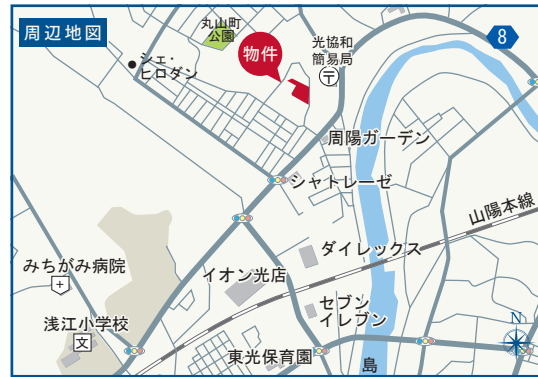 周辺地図
丸山町
公園
物件
光協和
簡易局
〒
8
シェ・
ヒロダン
周陽ガーデン
シャトレーゼ
山陽本線
ダイレックス
みちがみ病院
イオン光店
セブン
イレブン
浅江小学校
文
東光保育園
島
N